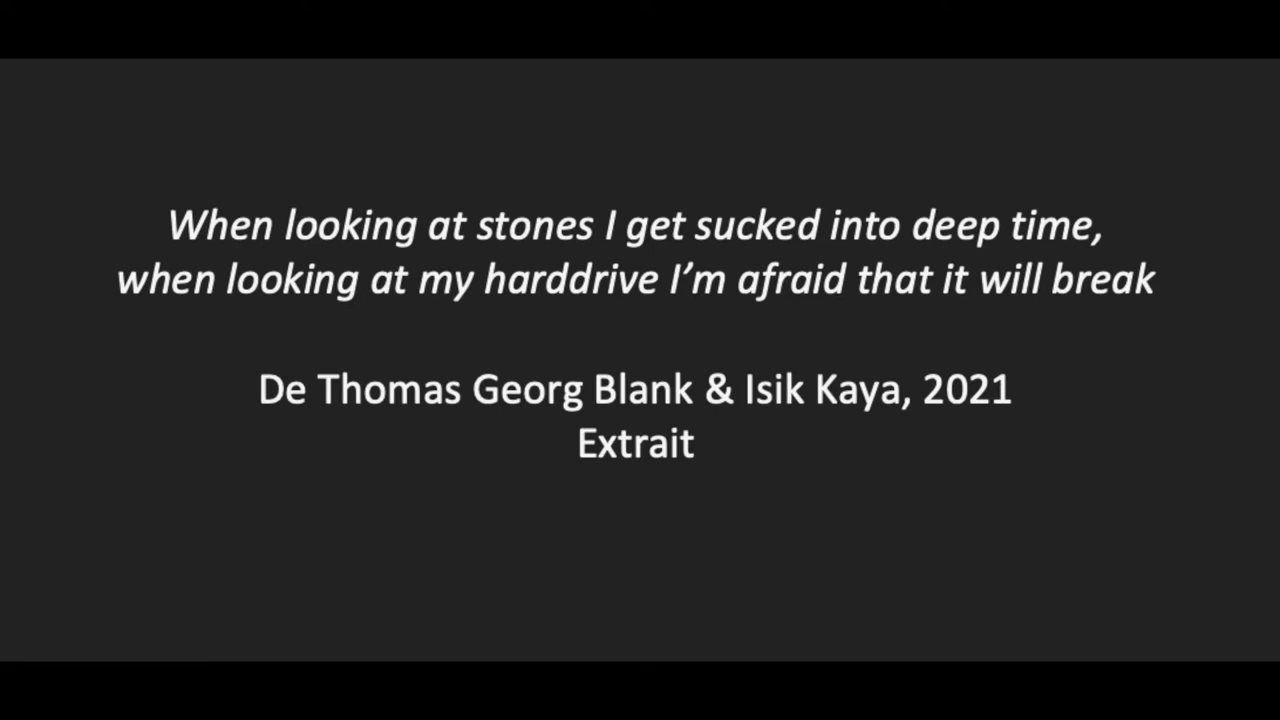 When looking at stones I get sucked into deep time,
when looking at my harddrive I’m afraid that it will break
De Thomas Georg Blank & Isik Kaya, 2021
Extrait